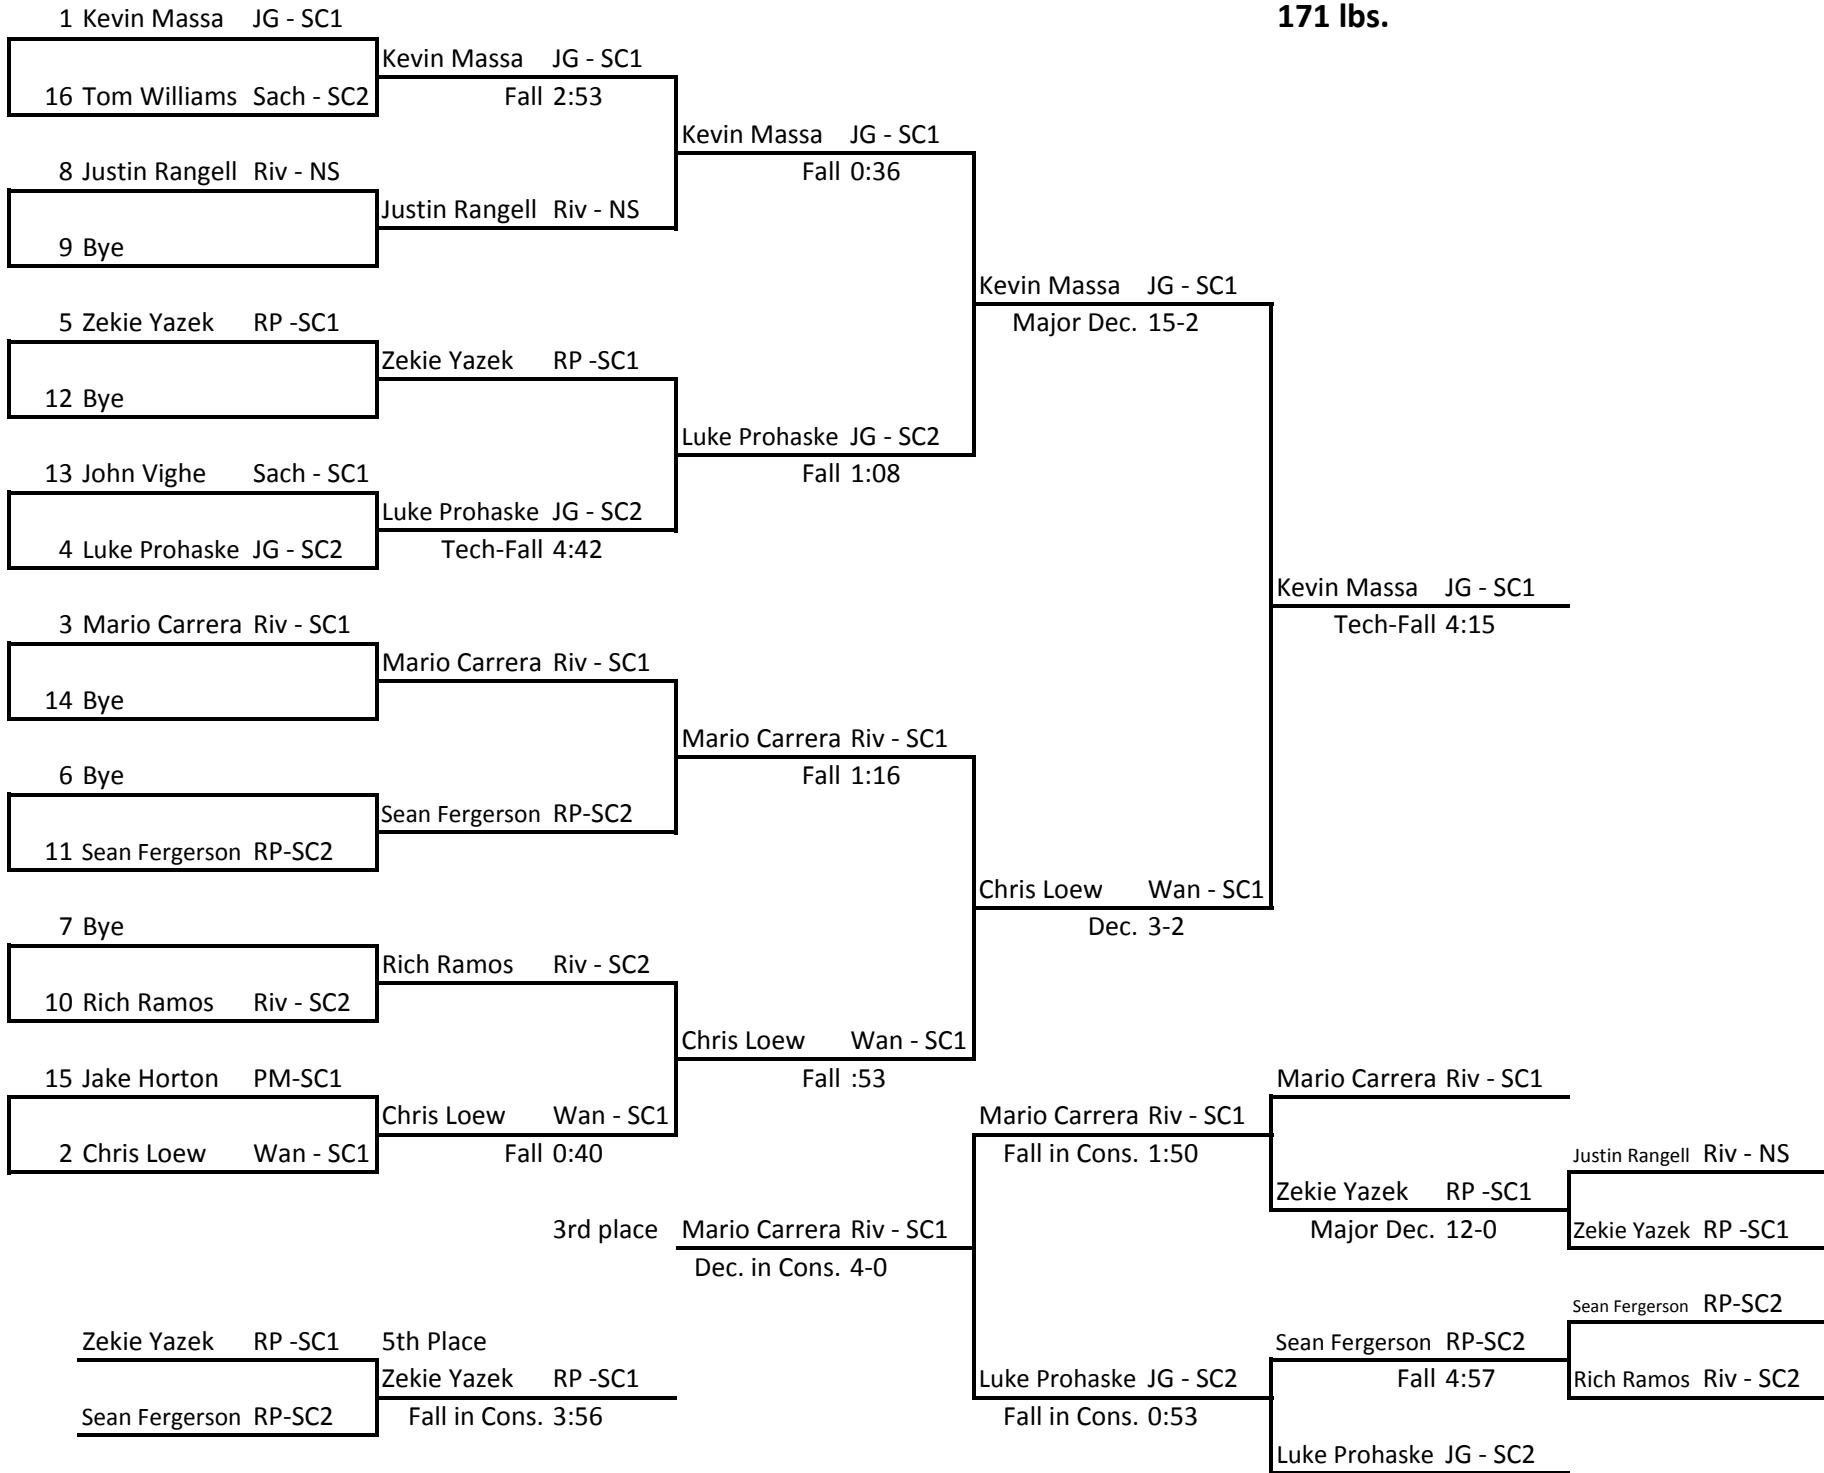 1 Kevin Massa JG - SC1 171 lbs.
Kevin Massa JG - SC1
16 Tom Williams Sach - SC2 Fall 2:53
Kevin Massa JG - SC1
8 Justin Rangell Riv - NS Fall 0:36
Justin Rangell Riv - NS
9 Bye
Kevin Massa JG - SC1
5 Zekie Yazek RP -SC1 Major Dec. 15-2
Zekie Yazek RP -SC1
12 Bye
Luke Prohaske JG - SC2
13 John Vighe Sach - SC1 Fall 1:08
Luke Prohaske JG - SC2
4 Luke Prohaske JG - SC2 Tech-Fall 4:42
Kevin Massa JG - SC1
3 Mario Carrera Riv - SC1 Tech-Fall 4:15
Mario Carrera Riv - SC1
14 Bye
Mario Carrera Riv - SC1
6 Bye Fall 1:16
Sean Fergerson RP-SC2
11 Sean Fergerson RP-SC2
Chris Loew Wan - SC1
7 Bye Dec. 3-2
Rich Ramos Riv - SC2
10 Rich Ramos Riv - SC2
Chris Loew Wan - SC1
15 Jake Horton PM-SC1 Fall :53 Mario Carrera Riv - SC1
Chris Loew Wan - SC1 Mario Carrera Riv - SC1
2 Chris Loew Wan - SC1 Fall 0:40 Fall in Cons. 1:50 Justin Rangell Riv - NS
Zekie Yazek RP -SC1
3rd place Mario Carrera Riv - SC1 Major Dec. 12-0 Zekie Yazek RP -SC1
Dec. in Cons. 4-0
Sean Fergerson RP-SC2
Zekie Yazek RP -SC1 5th Place Sean Fergerson RP-SC2
Zekie Yazek RP -SC1 Luke Prohaske JG - SC2 Fall 4:57 Rich Ramos Riv - SC2
Sean Fergerson RP-SC2 Fall in Cons. 3:56 Fall in Cons. 0:53
Luke Prohaske JG - SC2